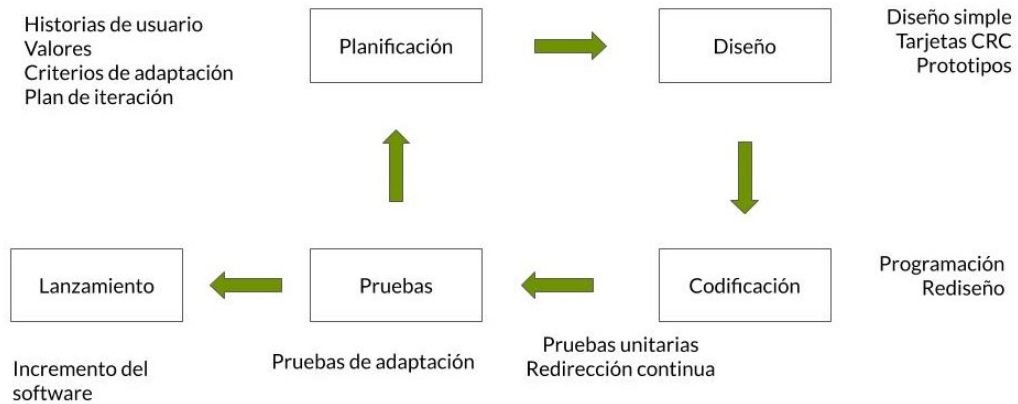 Historias de usuario
Valores
Criterios de adaptación
Plan de iteración
Planificación
Diseño
Diseño simple
Tarjetas CRC
Prototipos
Lanzamiento
Pruebas
Codificación
Programación
Rediseño
Incremento del
software
Pruebas de adaptación
Pruebas unitarias
Redirección continua